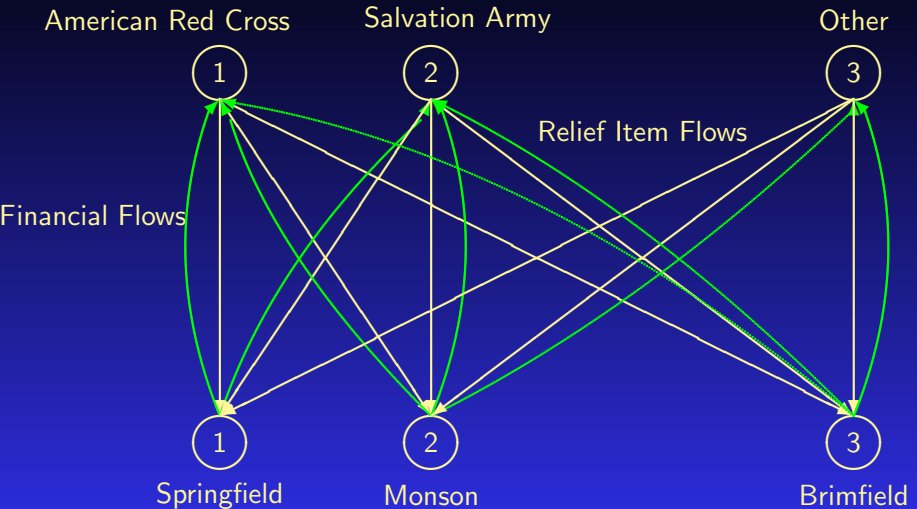 American Red Cross
Salvation Army
Other
1
2
3
Relief Item Flows
Financial Flows
1
2
3
Springfield
Monson
Brimfield